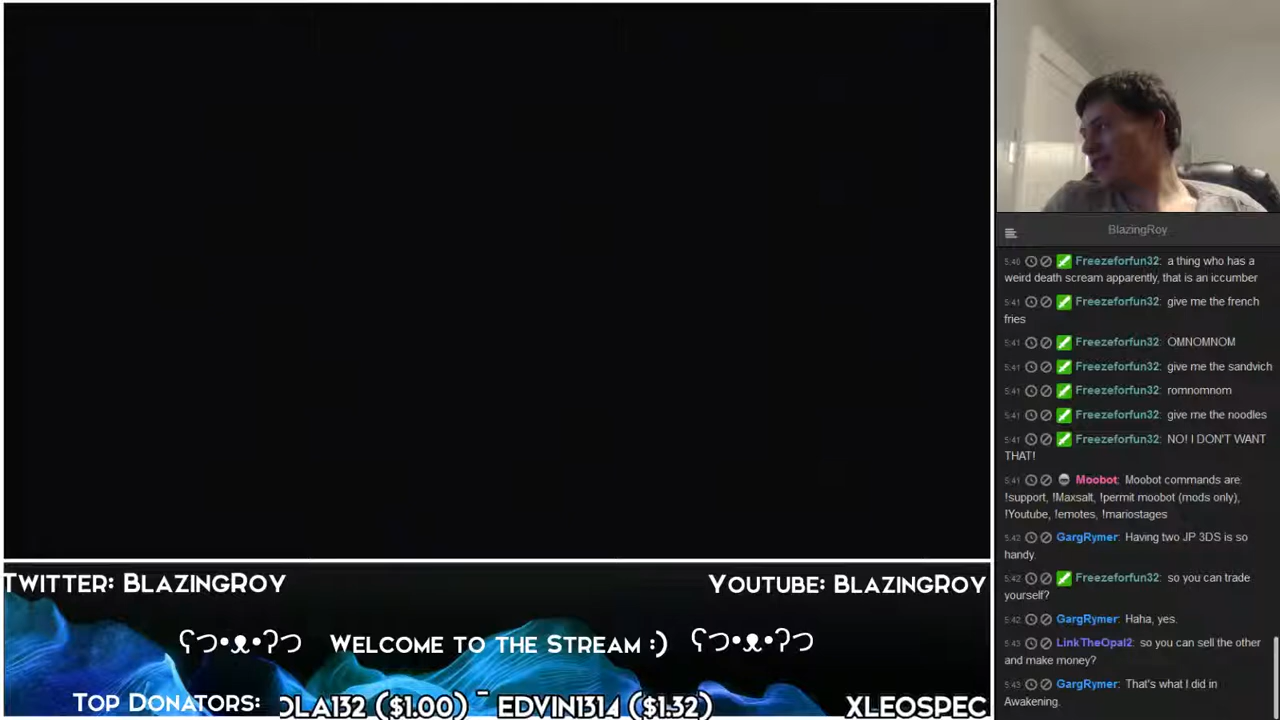 BlazingRoy
5:40 Freezeforfun32: a thing who has a
weird death scream apparently, that is an iccumber
5:41 Freezeforfun32: give me the french
fries
5:41 Freezeforfun32: OMNOMNOM
5:41 Freezeforfun32: give me the sandvich
5:41 Freezeforfun32: romnomnom
5:41 Freezeforfun32: give me the noodles
5:41 Freezeforfun32: NO! I DON'T WANT
THAT!
5:41 Moobot: Moobot commands are
!support, !Maxsalt, !permit moobot (mods only),
!Youtube, !emotes, !mariostages
5:42 GargRymer: Having two JP 3DS is so
handy.
5:42 Freezeforfun32: so you can trade
yourself?
5:42 GargRymer: Haha, yes.
5:43 LinkTheOpal2: so you can sell the other
and make money?
5:43 GargRymer: That's what I did in
Awakening.
Twitter: BlazingRoy
Youtube: BlazingRoy
ʕつ•ᴥ•ʔつ Welcome to the Stream :) ʕつ•ᴥ•ʔつ
Top Donators: OLA132 ($1.00) ~ EDVIN1314 ($1.32) XLEOSPEC